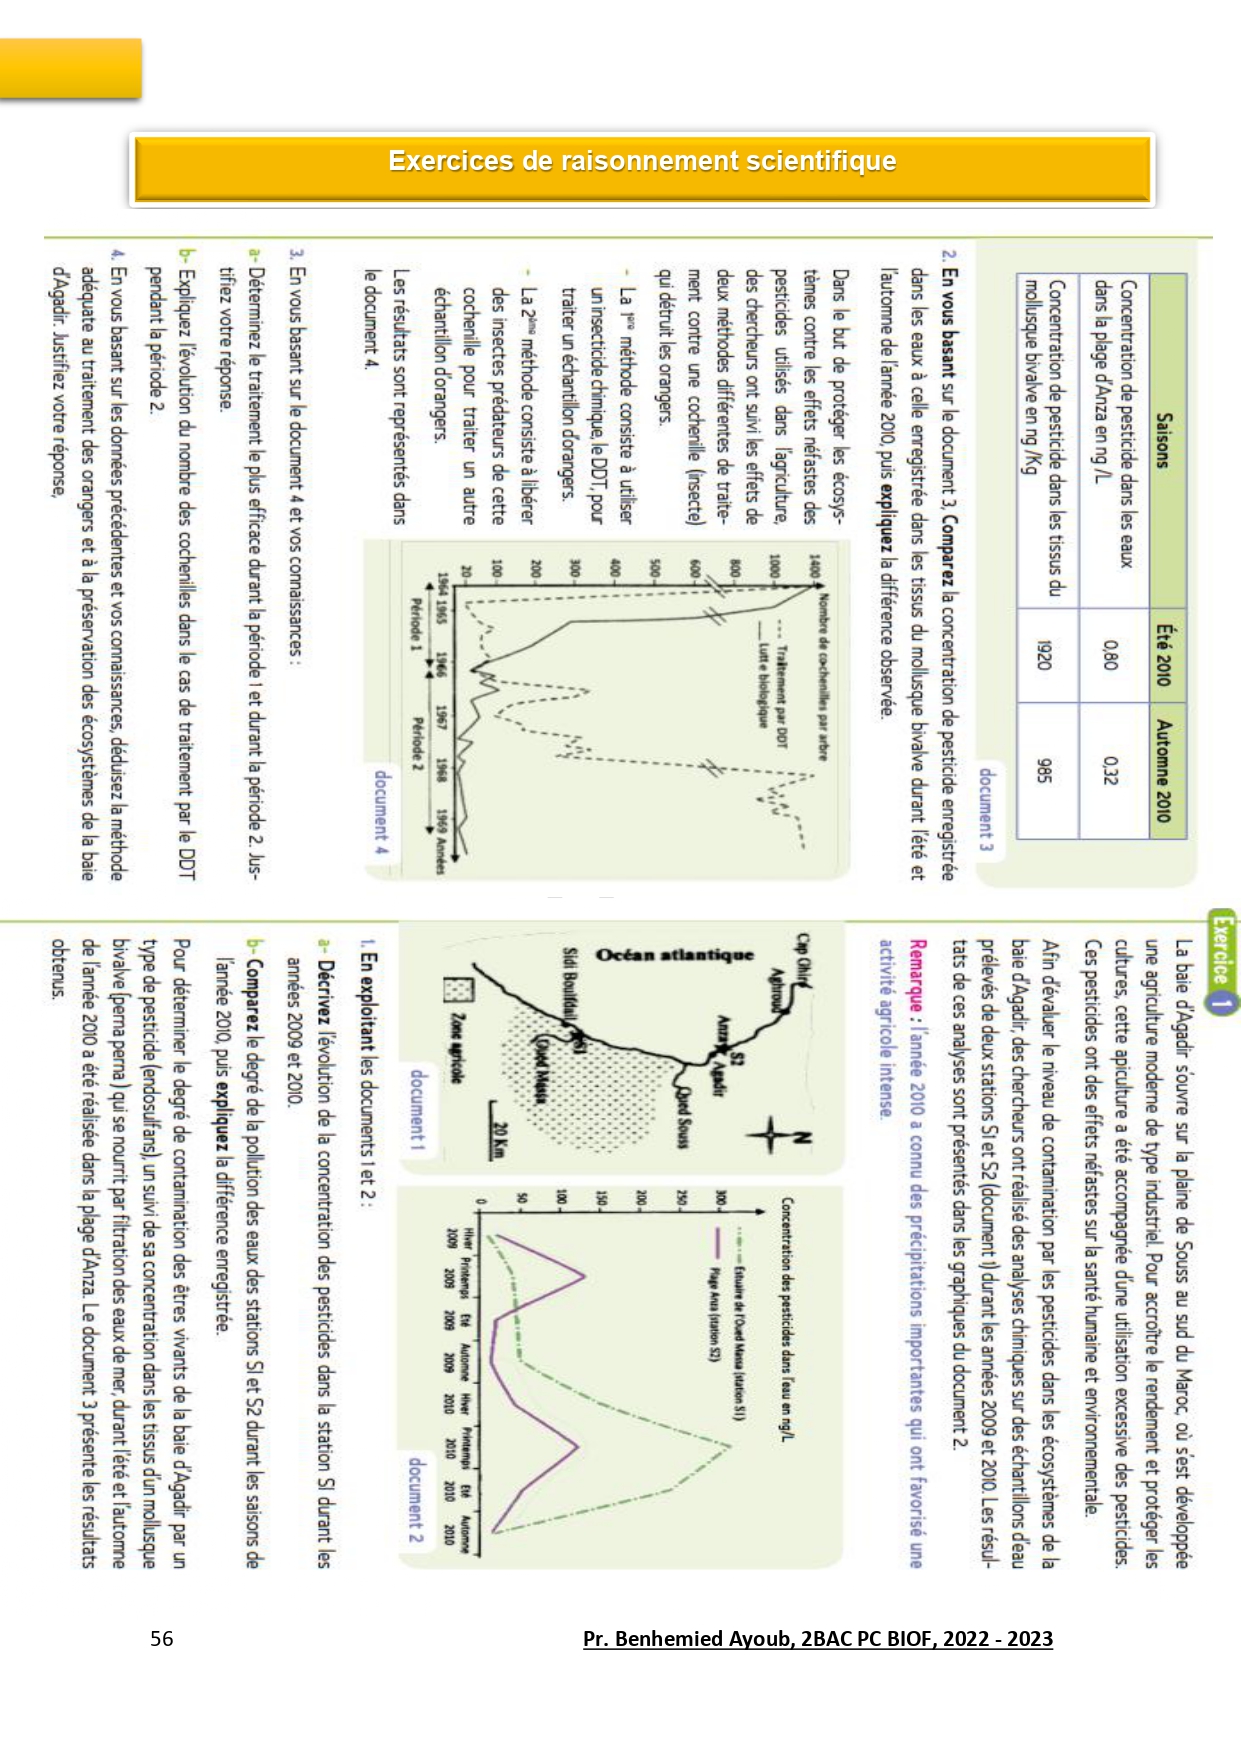 Exercices de raisonnement scientifique
Exercice 1
La baie d'Agadir s'ouvre sur la plaine de Souss au sud du Maroc, où s'est développée
une agriculture moderne de type industriel. Pour accroître le rendement et protéger les
cultures, cette apiculture a été accompagnée d'une utilisation excessive des pesticides.
Ces pesticides ont des effets néfastes sur la santé humaine et environnementale.
Afin d'évaluer le niveau de contamination par les pesticides dans les écosystèmes de la
baie d'Agadir, des chercheurs ont réalisé des analyses chimiques sur des échantillons d'eau
prélevés de deux stations S1 et S2 (document 1) durant les années 2009 et 2010. Les résul-
tats de ces analyses sont présentés dans les graphiques du document 2.
Remarque : l'année 2010 a connu des précipitations importantes qui ont favorisé une
activité agricole intense.
Cap Ghir
Aghroud
Anza
S2
Agadir
Océan atlantique
Oued Souss
Sidi Bouifdail
S1
Oued Massa
Zone agricole
N
20 Km
document 1
Concentration des pesticides dans l'eau en ng/L
Estuaire de l'Oued Massa (station S1)
Plage Anza (station S2)
300
250
200
150
100
50
0
Hiver 2009
Printemps 2009
Eté 2009
Automne 2009
Hiver 2010
Printemps 2010
Eté 2010
Automne 2010
document 2
1. En exploitant les documents 1 et 2 :
a- Décrivez l'évolution de la concentration des pesticides dans la station S1 durant les
années 2009 et 2010.
b- Comparez le degré de la pollution des eaux des stations S1 et S2 durant les saisons de
l'année 2010, puis expliquez la différence enregistrée.
Pour déterminer le degré de contamination des êtres vivants de la baie d'Agadir par un
type de pesticide (endosulfans), un suivi de sa concentration dans les tissus d'un mollusque
bivalve (perna perna) qui se nourrit par filtration des eaux de mer, durant l'été et l'automne
de l'année 2010 a été réalisée dans la plage d'Anza. Le document 3 présente les résultats
obtenus.
Saisons
Été 2010
Automne 2010
Concentration de pesticide dans les eaux
dans la plage d'Anza en ng /L
0,80
0,32
Concentration de pesticide dans les tissus du
mollusque bivalve en ng /Kg
1920
985
document 3
2. En vous basant sur le document 3, Comparez la concentration de pesticide enregistrée
dans les eaux à celle enregistrée dans les tissus du mollusque bivalve durant l'été et
l'automne de l'année 2010, puis expliquez la différence observée.
Dans le but de protéger les écosys-
tèmes contre les effets néfastes des
pesticides utilisés dans l'agriculture,
des chercheurs ont suivi les effets de
deux méthodes différentes de traite-
ment contre une cochenille (insecte)
qui détruit les orangers.
- La 1ère méthode consiste à utiliser
un insecticide chimique, le DDT, pour
traiter un échantillon d'orangers.
- La 2ème méthode consiste à libérer
des insectes prédateurs de cette
cochenille pour traiter un autre
échantillon d'orangers.
Les résultats sont représentés dans
le document 4.
Nombre de cochenilles par arbre
Traitement par DDT
Lutte biologique
1400
1000
800
600
500
400
300
200
100
20
1964 1965 1966 1967 1968 1969 Années
Période 1
Période 2
document 4
3. En vous basant sur le document 4 et vos connaissances :
a- Déterminez le traitement le plus efficace durant la période 1 et durant la période 2. Jus-
tifiez votre réponse.
b- Expliquez l'évolution du nombre des cochenilles dans le cas de traitement par le DDT
pendant la période 2.
4. En vous basant sur les données précédentes et vos connaissances, déduisez la méthode
adéquate au traitement des orangers et à la préservation des écosystèmes de la baie
d'Agadir. Justifiez votre réponse,
56
Pr. Benhemied Ayoub, 2BAC PC BIOF, 2022 - 2023